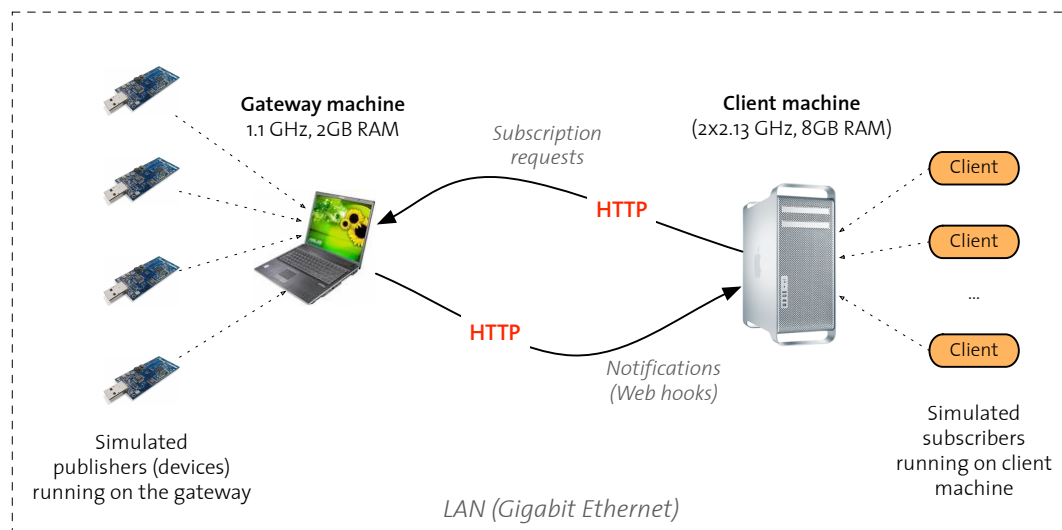 Gateway machine
1.1 GHz, 2GB RAM
Client machine
(2x2.13 GHz, 8GB RAM)
Subscription
requests
HTTP
HTTP
Notifications
(Web hooks)
Client
Client
...
Client
Simulated
publishers (devices)
running on the gateway
Simulated
subscribers
running on client
machine
LAN (Gigabit Ethernet)